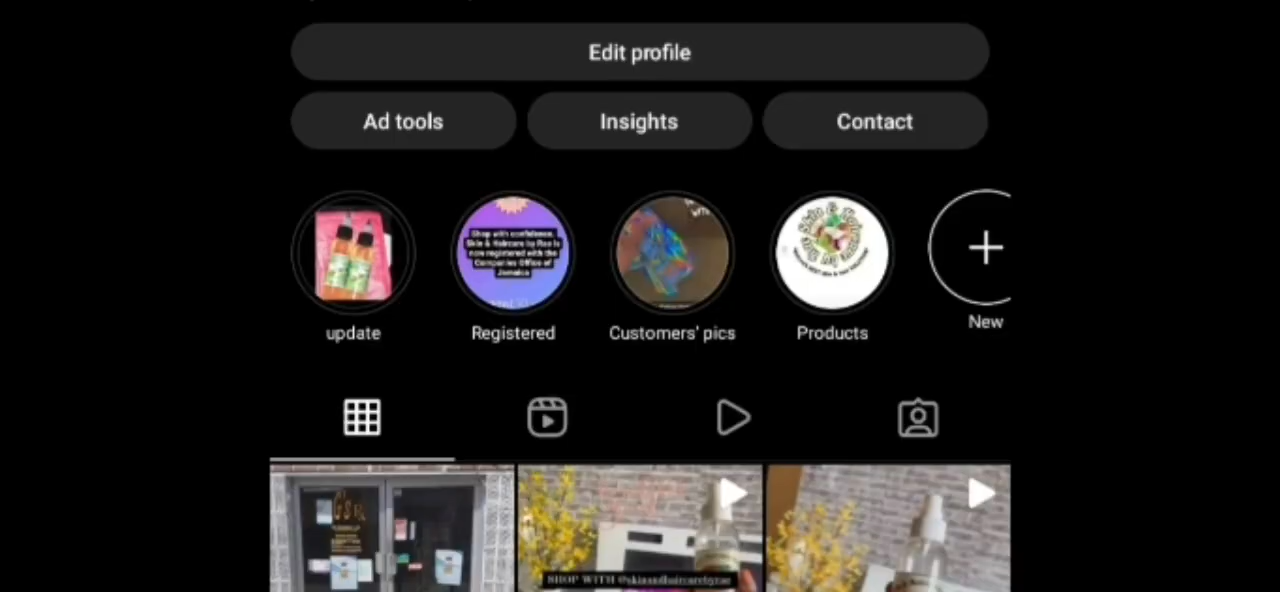 Edit profile
Ad tools
Insights
Contact
Shop with confidence.
Skin & Haircare by Rae is
now registered with the
Companies Office of
Jamaica
update
Registered
Customers' pics
Products
New
SHOP WITH @skinandhaircarebyrae